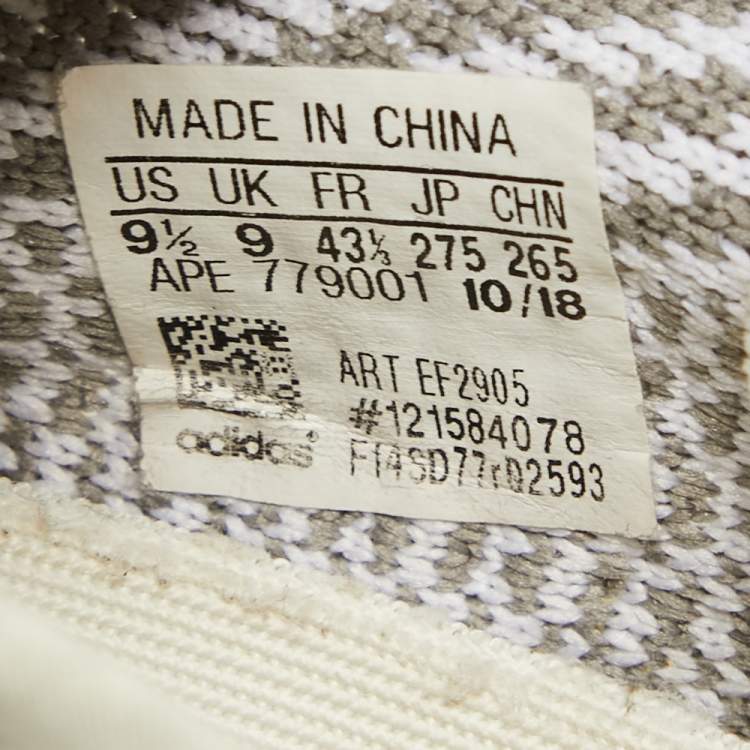 MADE IN CHINA
US UK FR JP CHN
9½ 9 43⅓ 275 265
APE 779001 10/18
ART EF2905
#121584078
adidas®